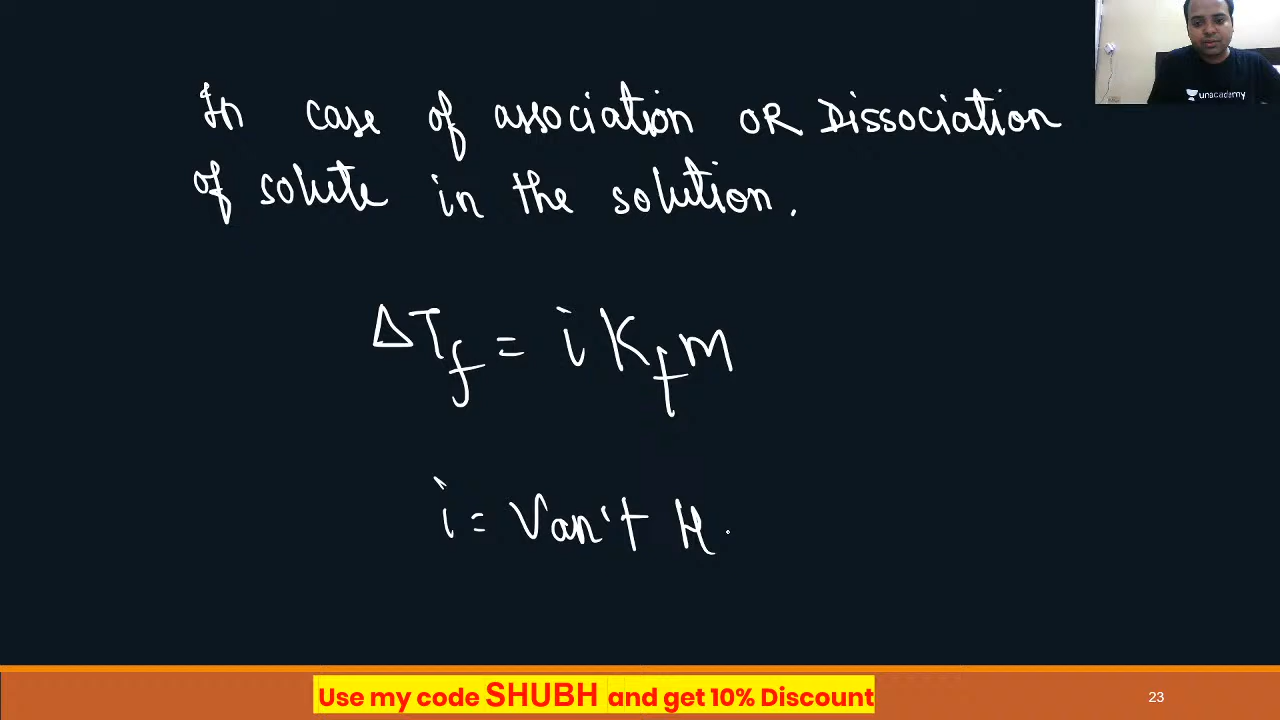 unacademy
In case of association OR Dissociation
of solute in the solution.
ΔTf = i Kf m
i = Van't H
Use my code SHUBH and get 10% Discount
23